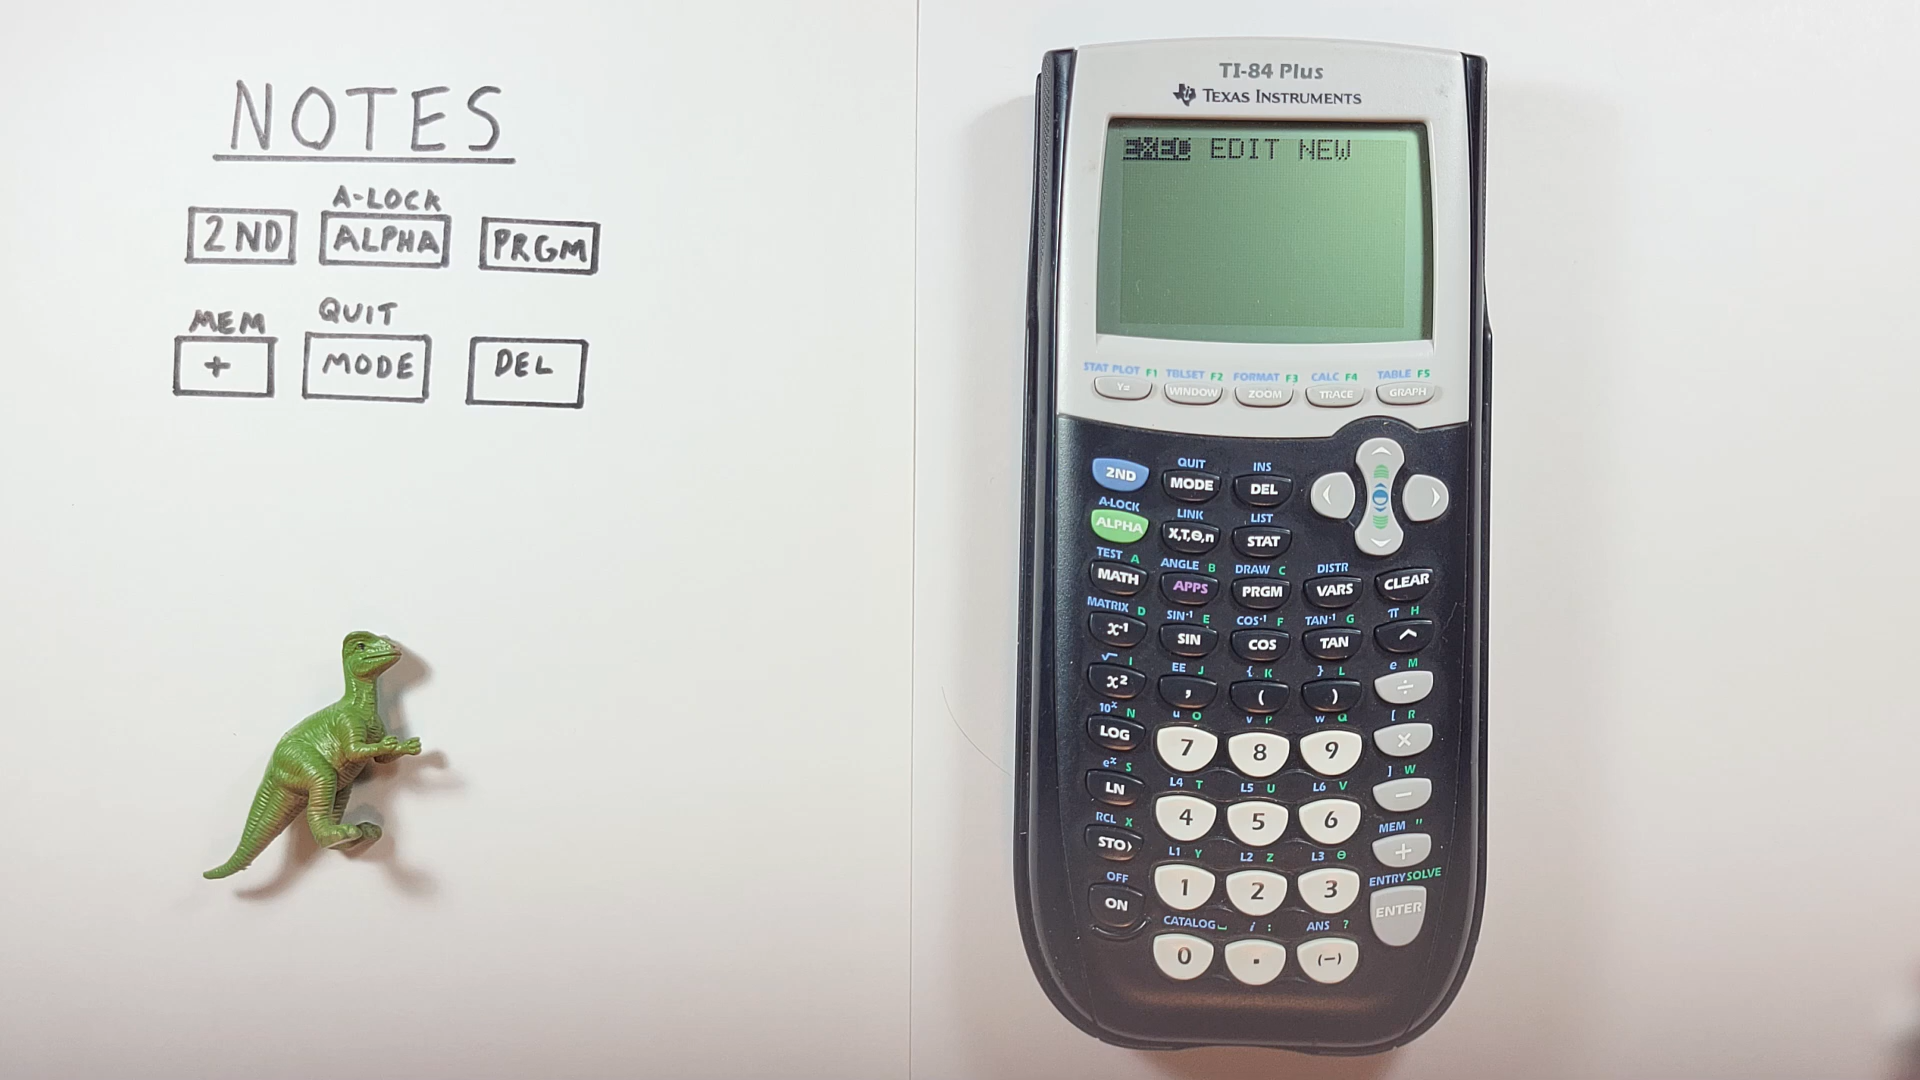 NOTES
A-LOCK
2ND ALPHA PRGM
MEM QUIT
+ MODE DEL
TI-84 Plus
TEXAS INSTRUMENTS
EXEC EDIT NEW
STAT PLOT F1 TBLSET F2 FORMAT F3 CALC F4 TABLE F5
Y= WINDOW ZOOM TRACE GRAPH
QUIT INS
2ND MODE DEL
A-LOCK LINK LIST
ALPHA X,T,Θ,n STAT
TEST A ANGLE B DRAW C DISTR
MATH APPS PRGM VARS CLEAR
MATRIX D SIN⁻¹ E COS⁻¹ F TAN⁻¹ G π H
x⁻¹ SIN COS TAN ^
√ I EE J { K } L e M
x² , ( ) ÷
10ˣ N u O v P w Q [ R
LOG 7 8 9 ×
eˣ S L4 T L5 U L6 V ] W
LN 4 5 6 −
RCL X L1 Y L2 Z L3 θ MEM "
STO› 1 2 3 +
OFF CATALOG ⎵ i : ANS ? ENTRY SOLVE
ON 0 . (−) ENTER